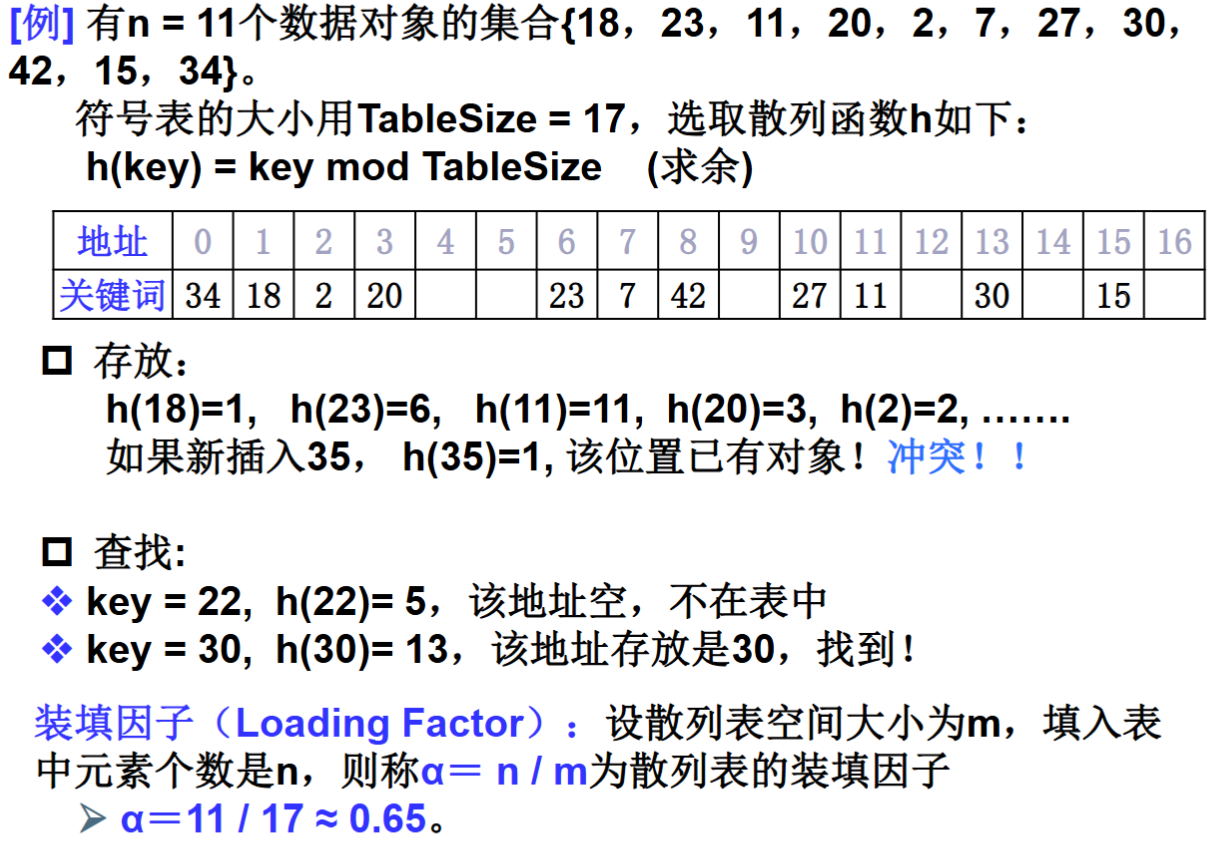 [例] 有n = 11个数据对象的集合{18，23，11，20，2，7，27，30，
42，15，34}。
符号表的大小用TableSize = 17，选取散列函数h如下：
h(key) = key mod TableSize (求余)
地址 0 1 2 3 4 5 6 7 8 9 10 11 12 13 14 15 16
关键词 34 18 2 20 23 7 42 27 11 30 15
存放：
h(18)=1, h(23)=6, h(11)=11, h(20)=3, h(2)=2, …….
如果新插入35， h(35)=1, 该位置已有对象！冲突！！
查找:
key = 22, h(22)= 5，该地址空，不在表中
key = 30, h(30)= 13，该地址存放是30，找到！
装填因子（Loading Factor）：设散列表空间大小为m，填入表
中元素个数是n，则称α＝ n / m为散列表的装填因子
α＝11 / 17 ≈ 0.65。